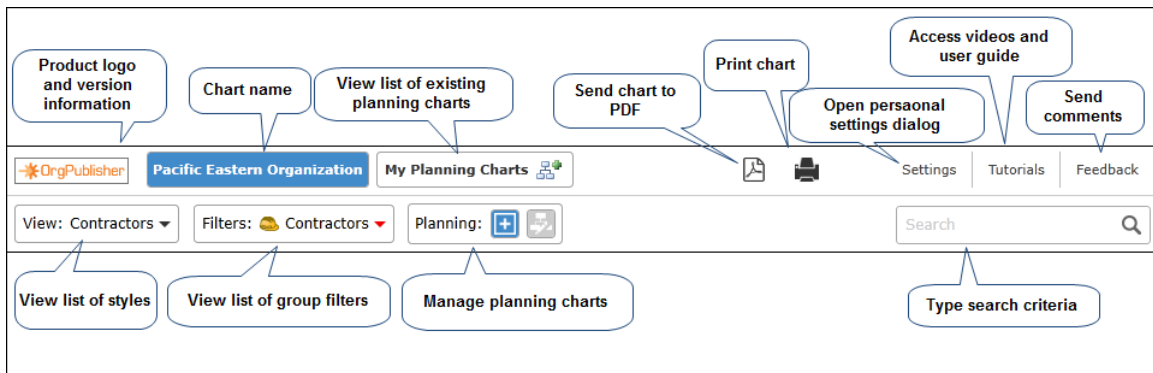 Product logo
and version
information
Chart name
View list of existing
planning charts
Send chart to
PDF
Print chart
Access videos and
user guide
Open persaonal
settings dialog
Send
comments
OrgPublisher
Pacific Eastern Organization
My Planning Charts
Settings
Tutorials
Feedback
View: Contractors
Filters: Contractors
Planning:
Search
View list of styles
View list of group filters
Manage planning charts
Type search criteria